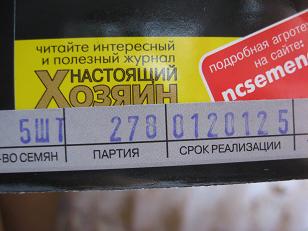 читайте интересный
и полезный журнал
НАСТОЯЩИЙ
ХОЗЯИН
подробная агроте
на сайте:
ncsemen
5ШТ 278 0120125
-ВО СЕМЯН ПАРТИЯ СРОК РЕАЛИЗАЦИИ